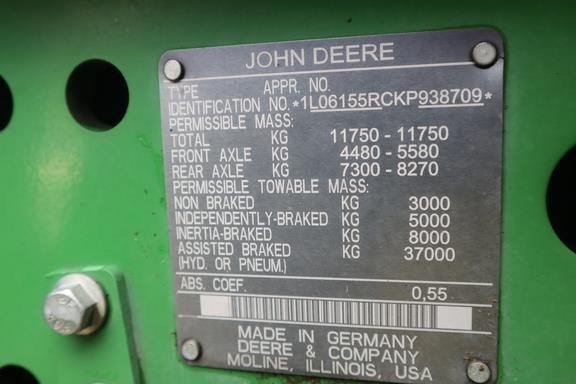 JOHN DEERE
TYPE APPR. NO.
IDENTIFICATION NO. *1L06155RCKP938709*
PERMISSIBLE MASS:
TOTAL KG 11750 - 11750
FRONT AXLE KG 4480 - 5580
REAR AXLE KG 7300 - 8270
PERMISSIBLE TOWABLE MASS:
NON BRAKED KG 3000
INDEPENDENTLY-BRAKED KG 5000
INERTIA-BRAKED KG 8000
ASSISTED BRAKED KG 37000
(HYD. OR PNEUM.)
ABS. COEF. 0,55
MADE IN GERMANY
DEERE & COMPANY
MOLINE, ILLINOIS, USA